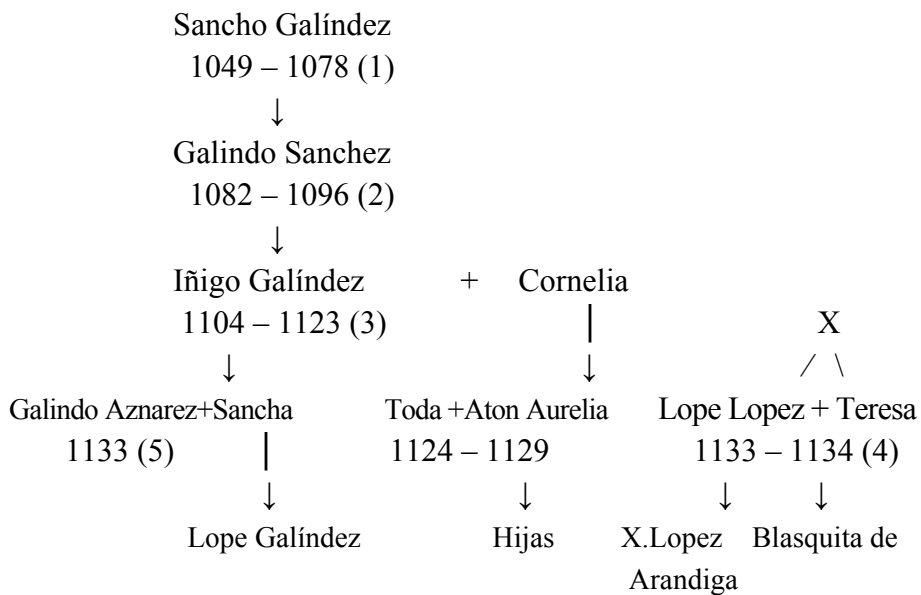 Sancho Galíndez
1049 – 1078 (1)
↓
Galindo Sanchez
1082 – 1096 (2)
↓
Iñigo Galíndez + Cornelia
1104 – 1123 (3) X
↓ ↓ / \
Galindo Aznarez+Sancha Toda +Aton Aurelia Lope Lopez + Teresa
1133 (5) 1124 – 1129 1133 – 1134 (4)
↓ ↓ ↓ ↓
Lope Galíndez Hijas X.Lopez Blasquita de
Arandiga